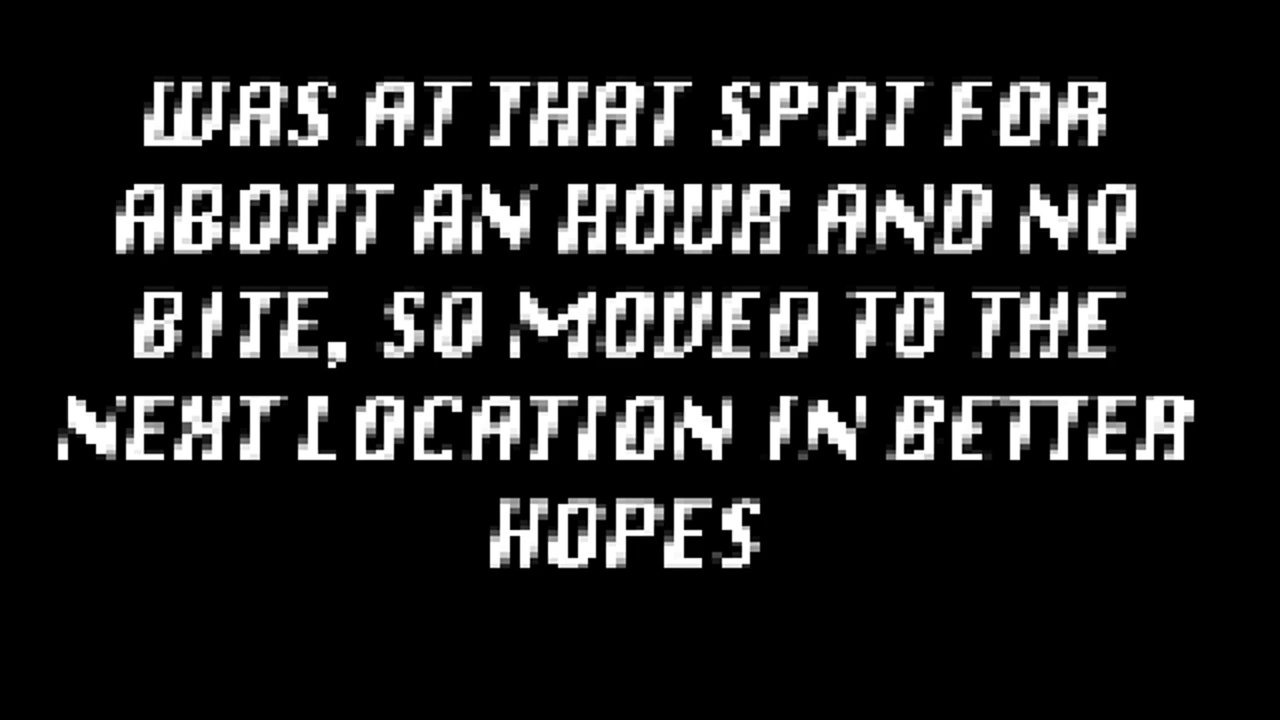 WAS AT THAT SPOT FOR
ABOUT AN HOUR AND NO
BITE, SO MOVED TO THE
NEXT LOCATION IN BETTER
HOPES